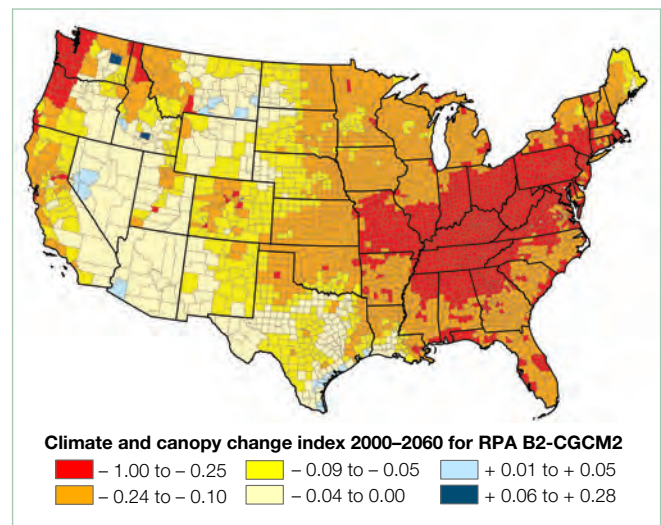 Climate and canopy change index 2000–2060 for RPA B2-CGCM2
– 1.00 to – 0.25
– 0.09 to – 0.05
+ 0.01 to + 0.05
– 0.24 to – 0.10
– 0.04 to 0.00
+ 0.06 to + 0.28